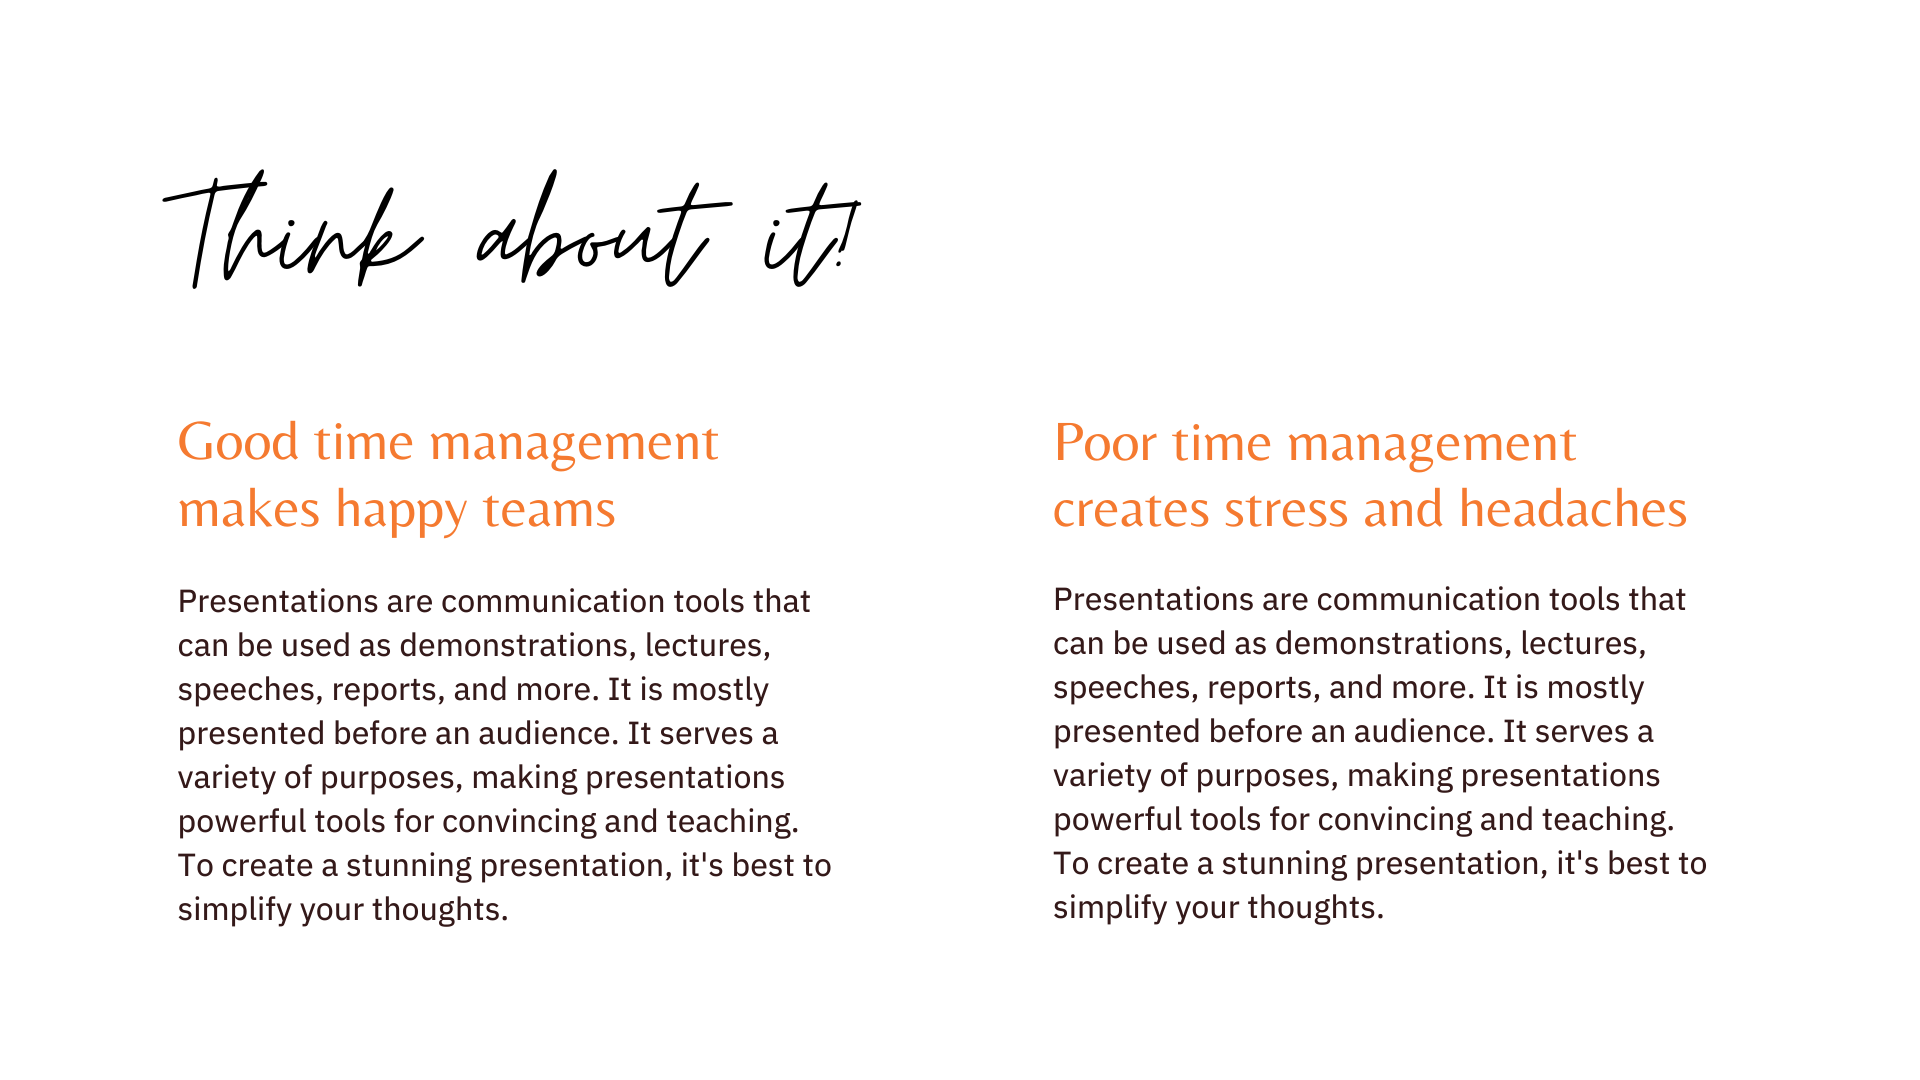 Think about it!
Good time management
makes happy teams
Presentations are communication tools that
can be used as demonstrations, lectures,
speeches, reports, and more. It is mostly
presented before an audience. It serves a
variety of purposes, making presentations
powerful tools for convincing and teaching.
To create a stunning presentation, it's best to
simplify your thoughts.
Poor time management
creates stress and headaches
Presentations are communication tools that
can be used as demonstrations, lectures,
speeches, reports, and more. It is mostly
presented before an audience. It serves a
variety of purposes, making presentations
powerful tools for convincing and teaching.
To create a stunning presentation, it's best to
simplify your thoughts.